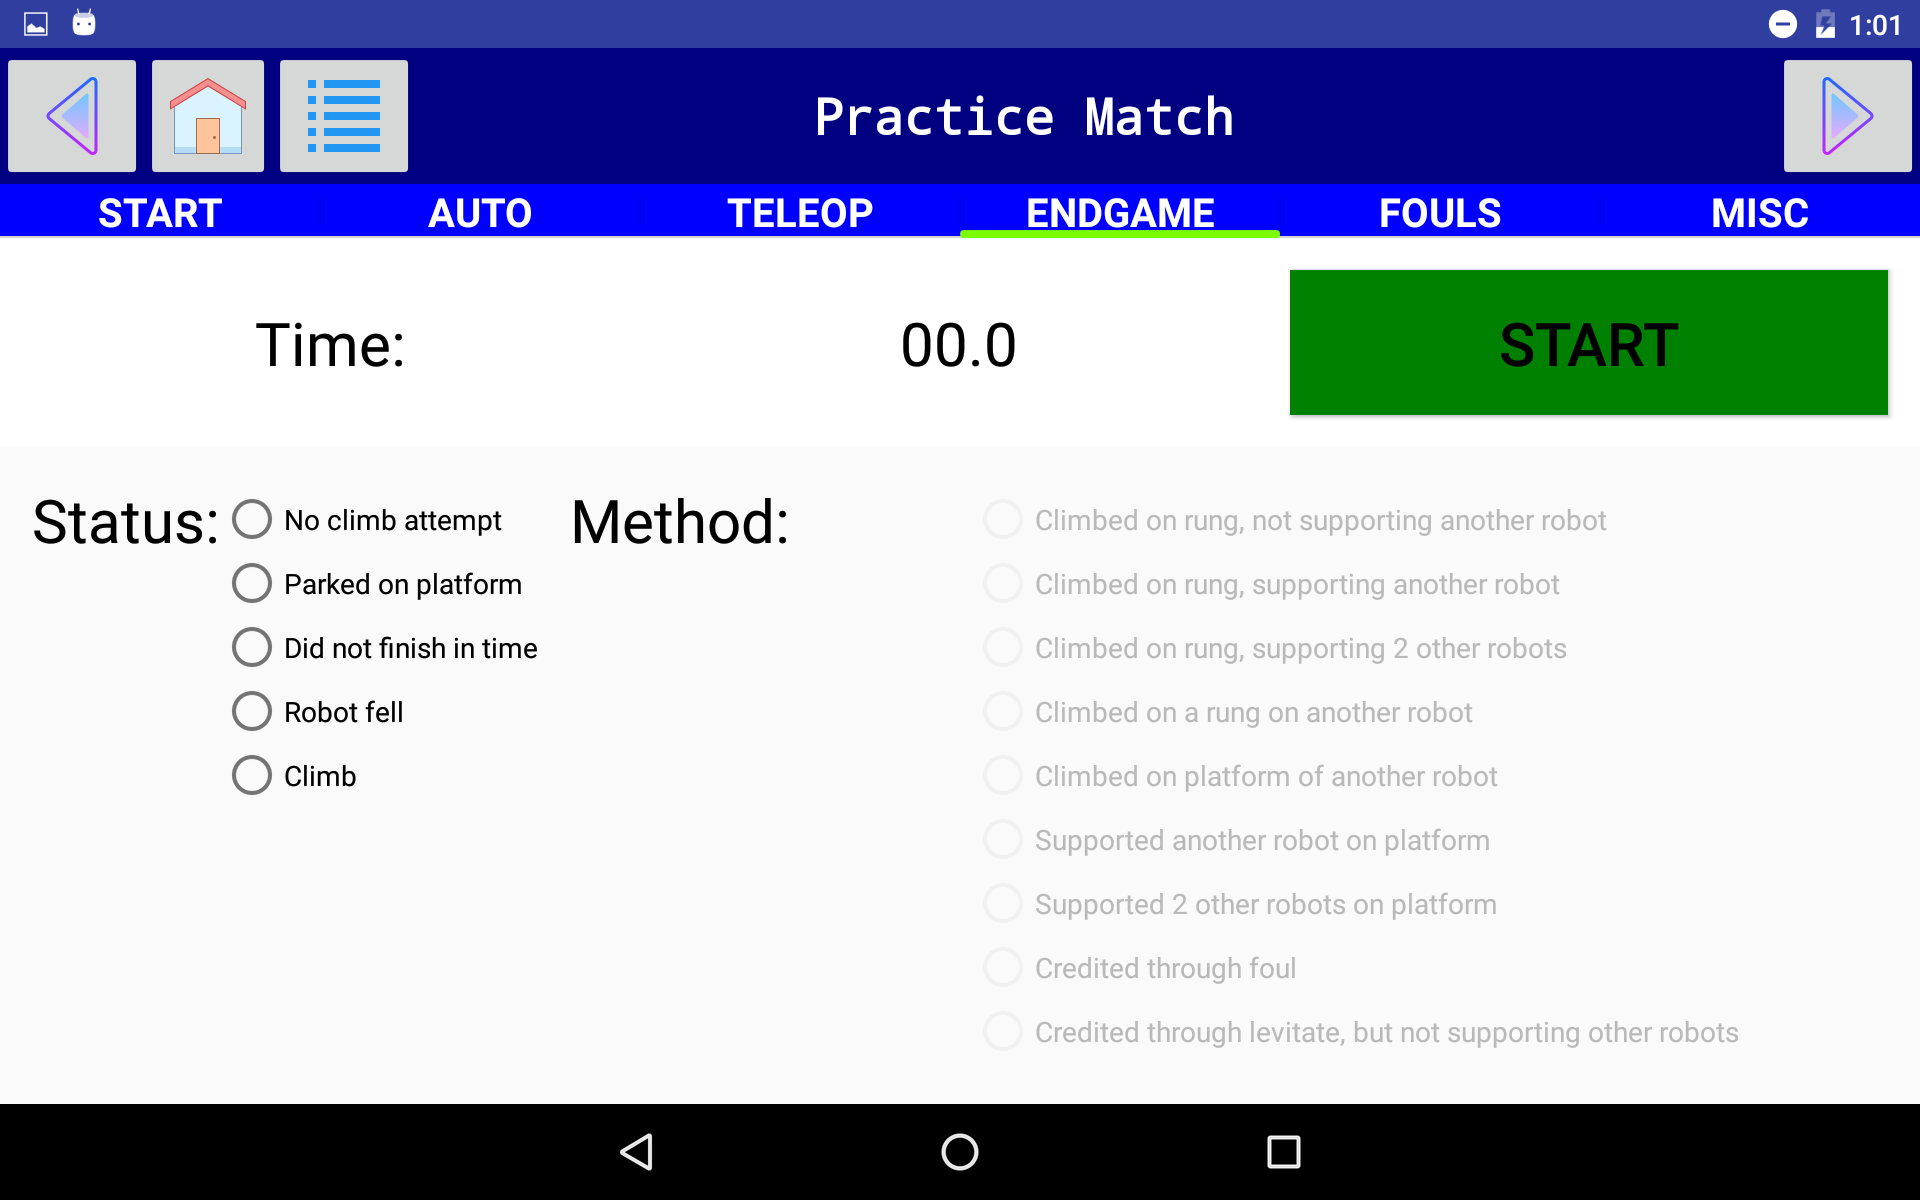 1:01
Practice Match
START AUTO TELEOP ENDGAME FOULS MISC
Time: 00.0 START
Status:
No climb attempt
Parked on platform
Did not finish in time
Robot fell
Climb
Method:
Climbed on rung, not supporting another robot
Climbed on rung, supporting another robot
Climbed on rung, supporting 2 other robots
Climbed on a rung on another robot
Climbed on platform of another robot
Supported another robot on platform
Supported 2 other robots on platform
Credited through foul
Credited through levitate, but not supporting other robots